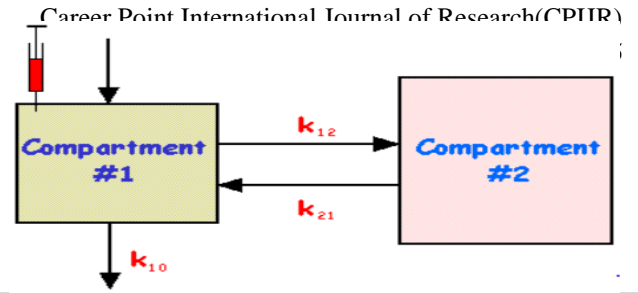 Career Point International Journal of Research(CPIJR)
k12
Compartment
#1
Compartment
#2
k21
k10